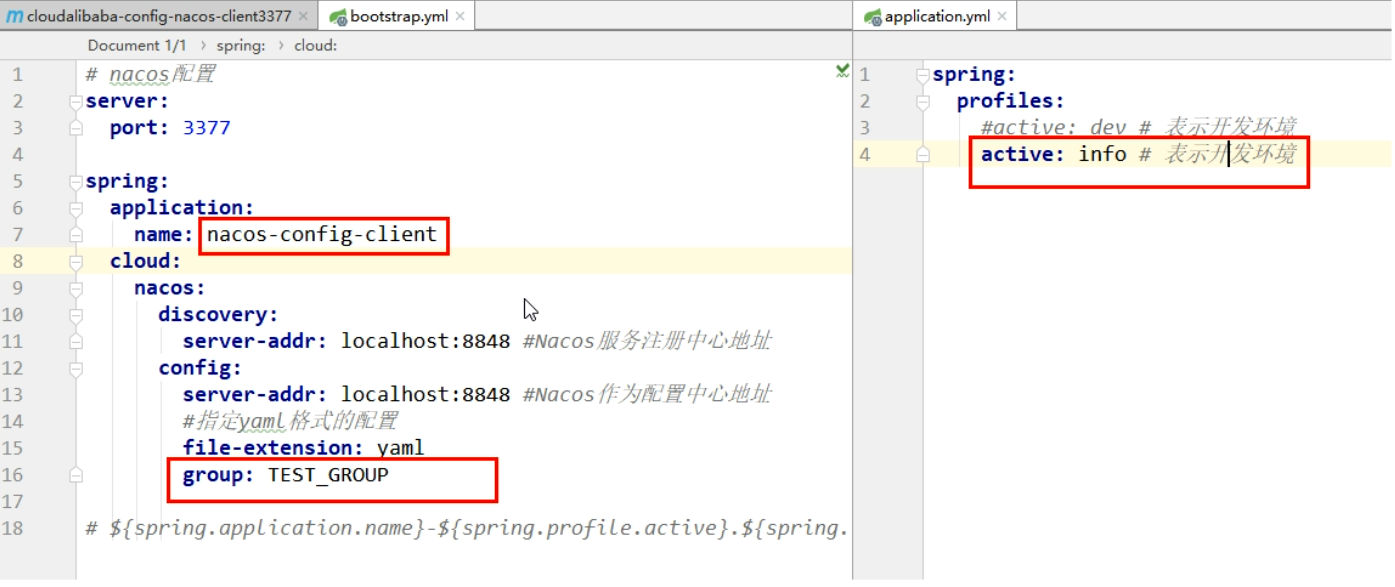 cloudalibaba-config-nacos-client3377
bootstrap.yml
Document 1/1 › spring: › cloud:
1 # nacos配置
2 server:
3 port: 3377
4
5 spring:
6 application:
7 name: nacos-config-client
8 cloud:
9 nacos:
10 discovery:
11 server-addr: localhost:8848 #Nacos服务注册中心地址
12 config:
13 server-addr: localhost:8848 #Nacos作为配置中心地址
14 #指定yaml格式的配置
15 file-extension: yaml
16 group: TEST_GROUP
17
18 # ${spring.application.name}-${spring.profile.active}.${spring.
application.yml
1 spring:
2 profiles:
3 #active: dev # 表示开发环境
4 active: info # 表示开发环境